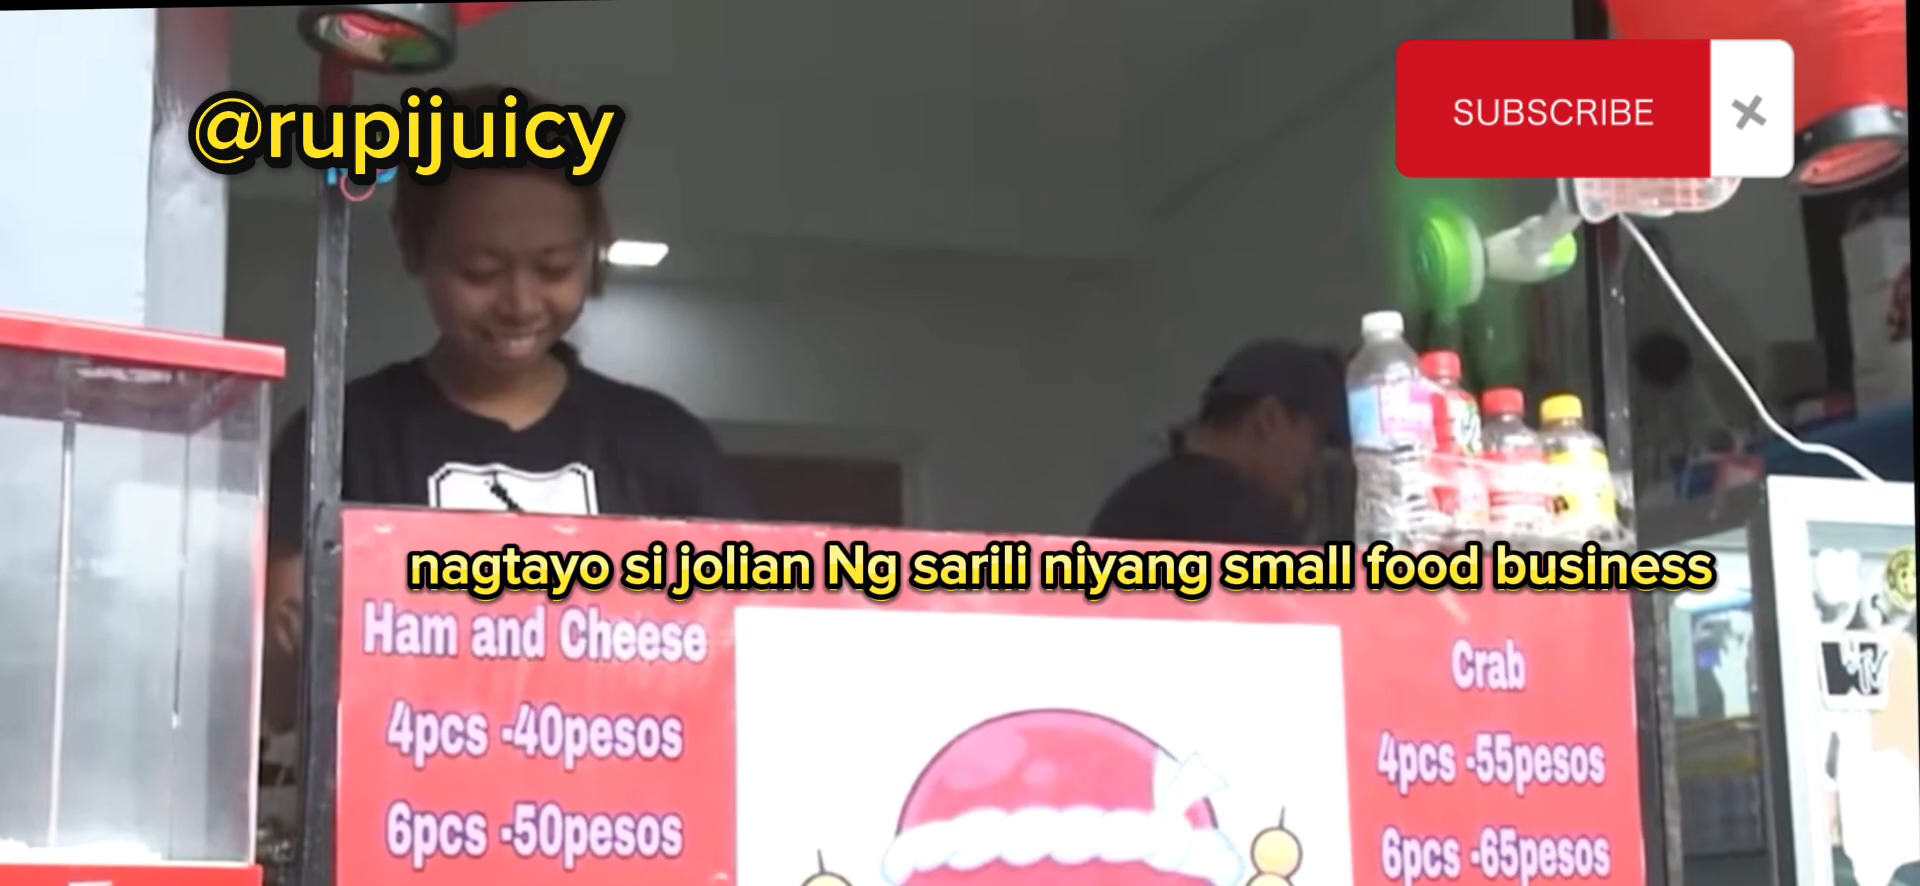 @rupijuicy
SUBSCRIBE
nagtayo si jolian Ng sarili niyang small food business
Ham and Cheese
4pcs -40pesos
6pcs -50pesos
Crab
4pcs -55pesos
6pcs -65pesos